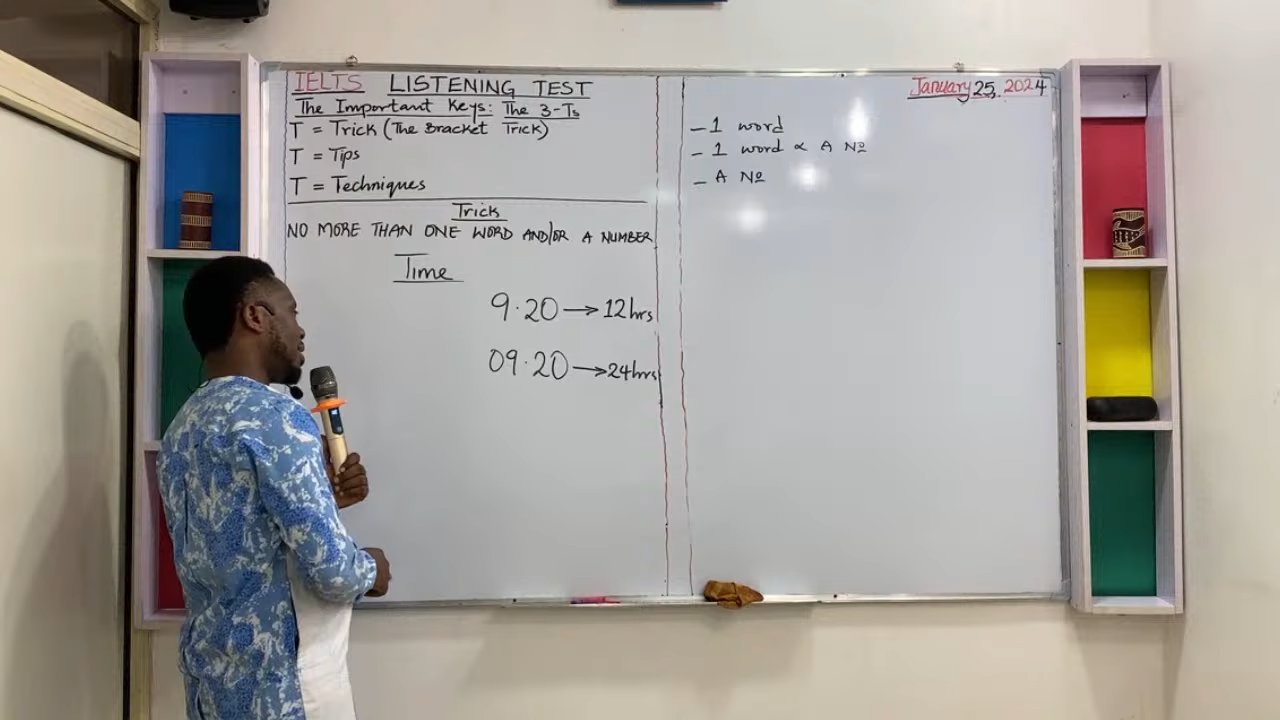 IELTS LISTENING TEST
The Important Keys: The 3-Ts
T = Trick (The Bracket Trick)
T = Tips
T = Techniques
Trick
NO MORE THAN ONE WORD AND/OR A NUMBER
Time
9.20 → 12hrs
09.20 → 24hrs
January 25, 2024
- 1 word
- 1 word ∝ A Nº
- A Nº